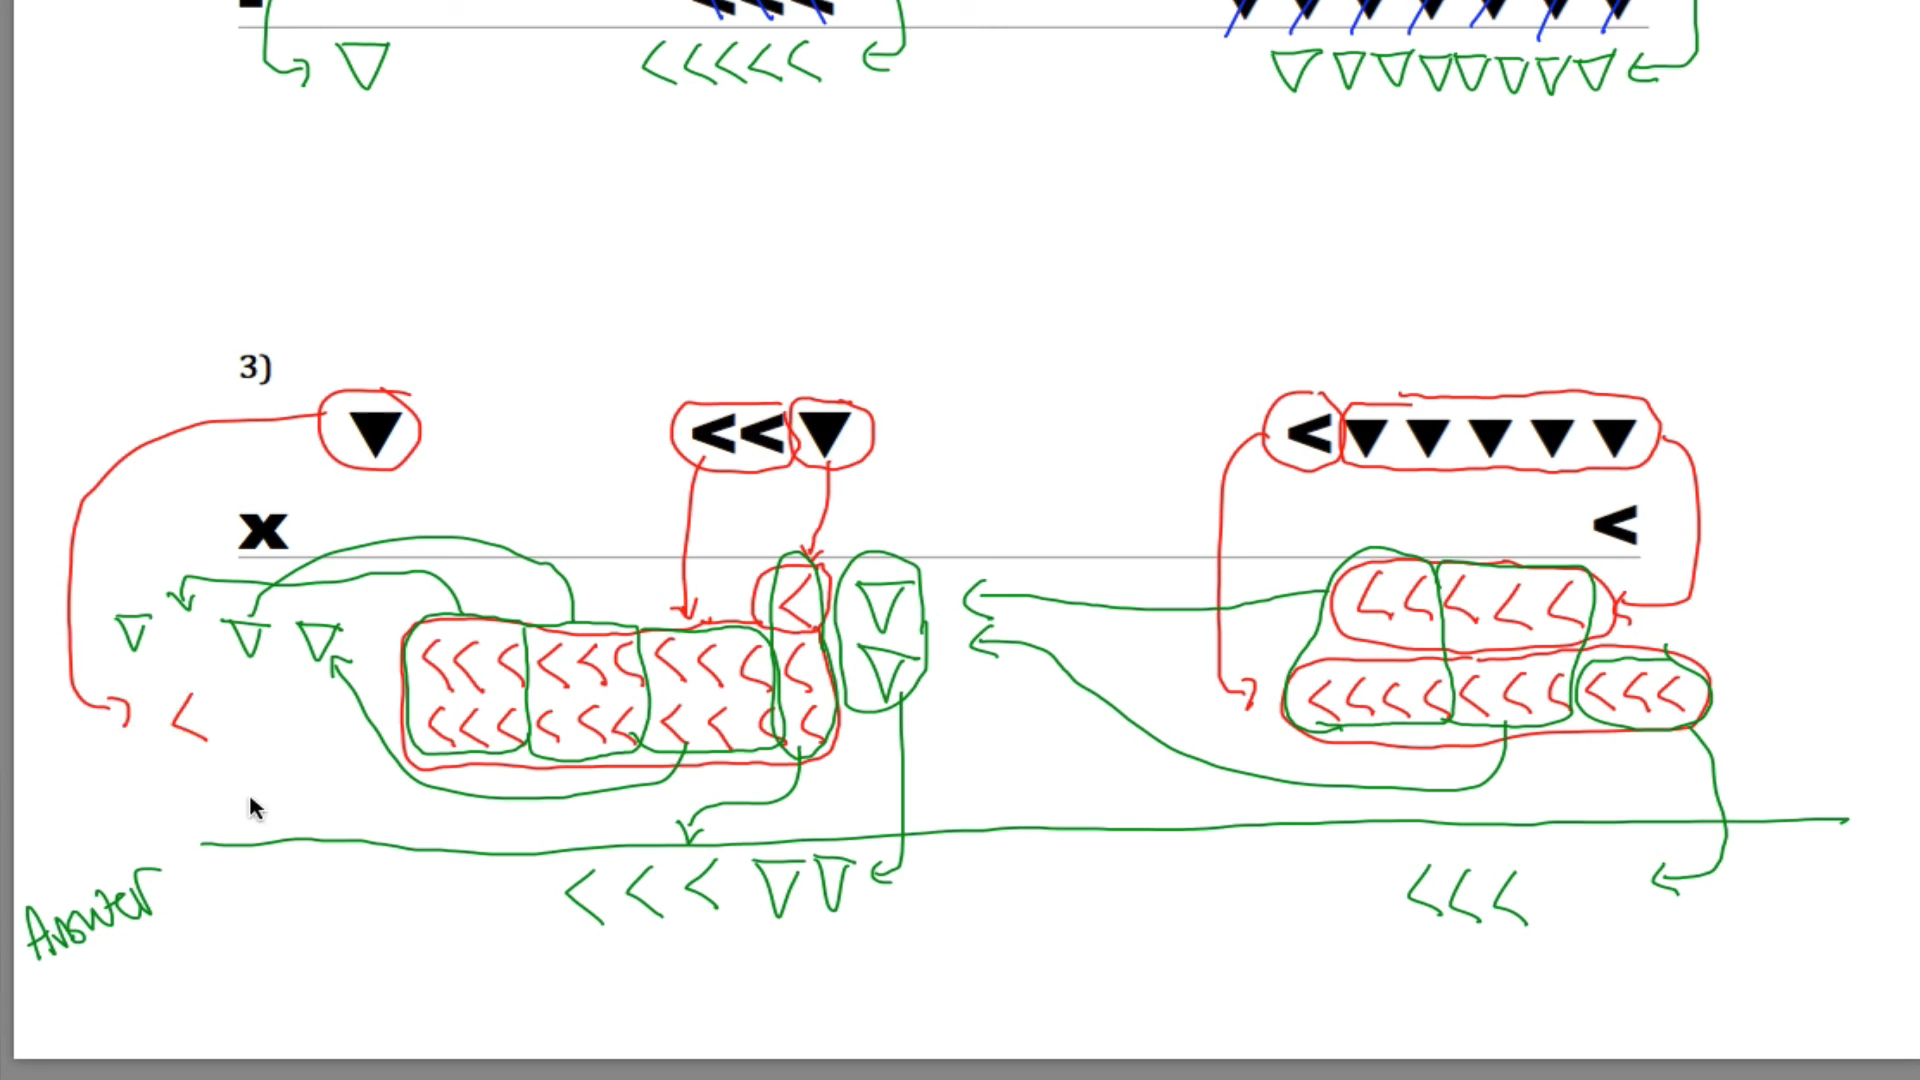 ▽ <<<<< ▽▽▽▽▽▽▽▽
3)
▼ <<▼ <▼▼▼▼▼
x <
< <<<<<
▽ ▽ ▽ <<<<<<<<<< ▽▽
< <<<<<<<<<< <<<<<<<<<<
Answer <<<▽▽ <<<